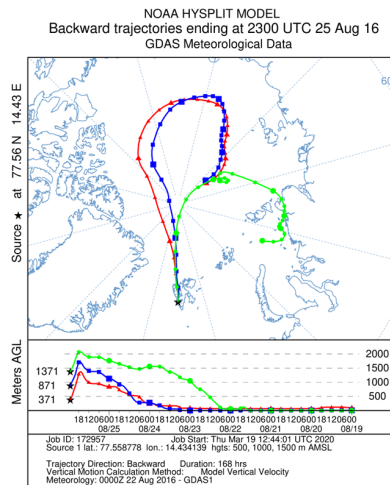 NOAA HYSPLIT MODEL
Backward trajectories ending at 2300 UTC 25 Aug 16
GDAS Meteorological Data
Source ★ at 77.56 N 14.43 E
60
Meters AGL
1371
871
371
2000
1500
1000
500
18120600181206001812060018120600181206001812060018120600
08/25 08/24 08/23 08/22 08/21 08/20 08/19
Job ID: 172957 Job Start: Thu Mar 19 12:44:01 UTC 2020
Source 1 lat.: 77.558778 lon.: 14.434139 hgts: 500, 1000, 1500 m AMSL
Trajectory Direction: Backward Duration: 168 hrs
Vertical Motion Calculation Method: Model Vertical Velocity
Meteorology: 0000Z 22 Aug 2016 - GDAS1